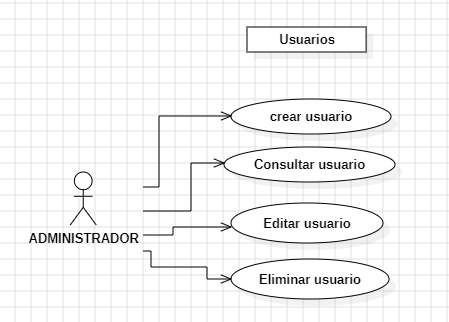 Usuarios
crear usuario
Consultar usuario
Editar usuario
ADMINISTRADOR
Eliminar usuario